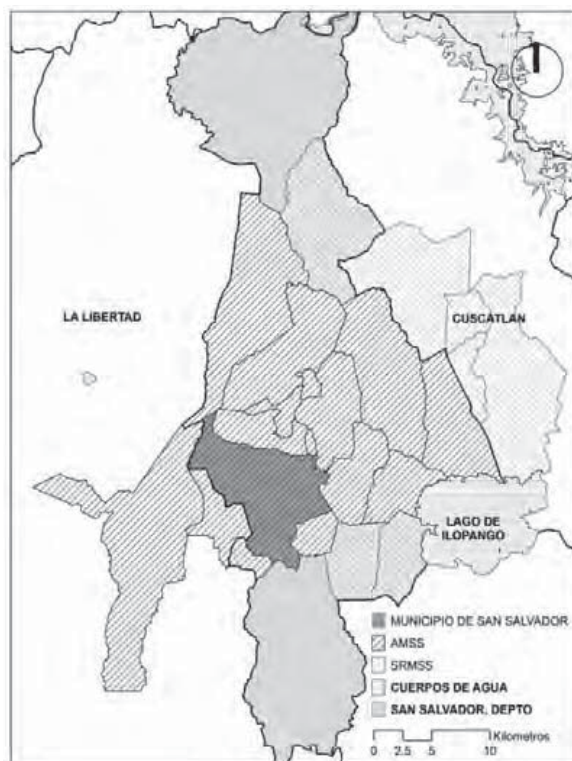 LA LIBERTAD
CUSCATLAN
LAGO DE
ILOPANGO
MUNICIPIO DE SAN SALVADOR
AMSS
SRMSS
CUERPOS DE AGUA
SAN SALVADOR, DEPTO
Kilometros
0 2.5 5 10